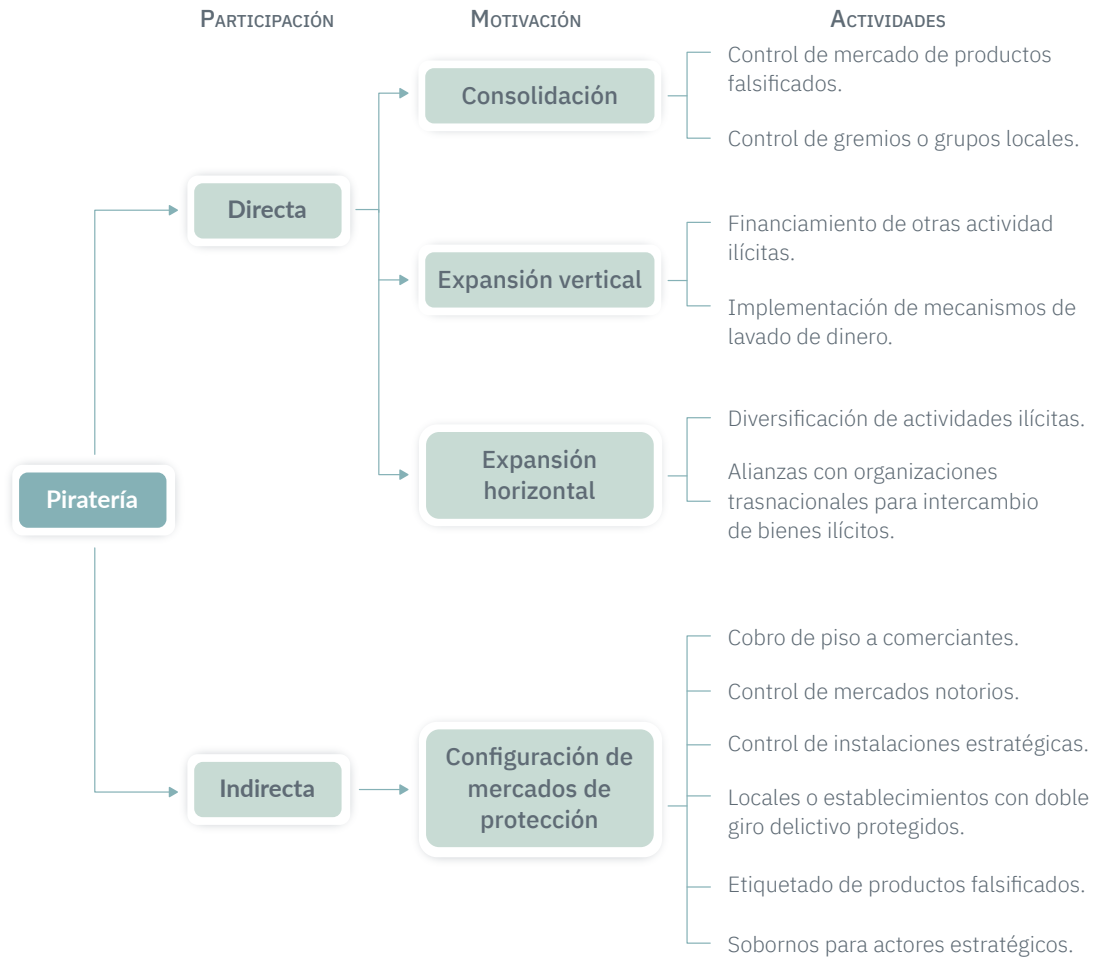 PARTICIPACIÓN
MOTIVACIÓN
ACTIVIDADES
Piratería
Directa
Consolidación
Control de mercado de productos
falsificados.
Control de gremios o grupos locales.
Expansión vertical
Financiamiento de otras actividad
ilícitas.
Implementación de mecanismos de
lavado de dinero.
Expansión
horizontal
Diversificación de actividades ilícitas.
Alianzas con organizaciones
trasnacionales para intercambio
de bienes ilícitos.
Indirecta
Configuración de
mercados de
protección
Cobro de piso a comerciantes.
Control de mercados notorios.
Control de instalaciones estratégicas.
Locales o establecimientos con doble
giro delictivo protegidos.
Etiquetado de productos falsificados.
Sobornos para actores estratégicos.